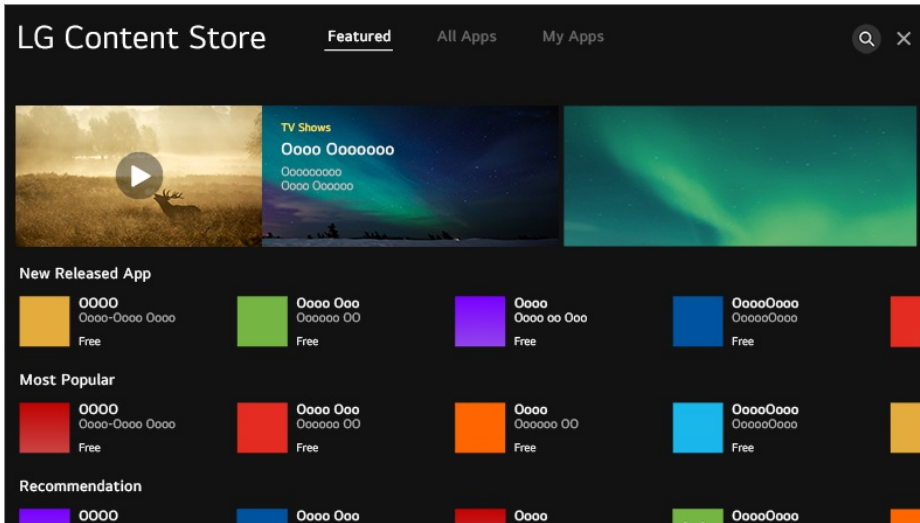 LG Content Store
Featured
All Apps
My Apps
TV Shows
Oooo Ooooooo
Ooooooooo
Oooo Oooooo
New Released App
OOOO
Oooo-Oooo Oooo
Free
Oooo Ooo
Oooooo OO
Free
Oooo
Oooo oo Ooo
Free
OoooOooo
OooooOooo
Free
Most Popular
OOOO
Oooo-Oooo Oooo
Free
Oooo Ooo
Oooooo OO
Free
Oooo
Oooooo OO
Free
OoooOooo
OooooOooo
Free
Recommendation
OOOO
Oooo Ooo
Oooo
OoooOooo